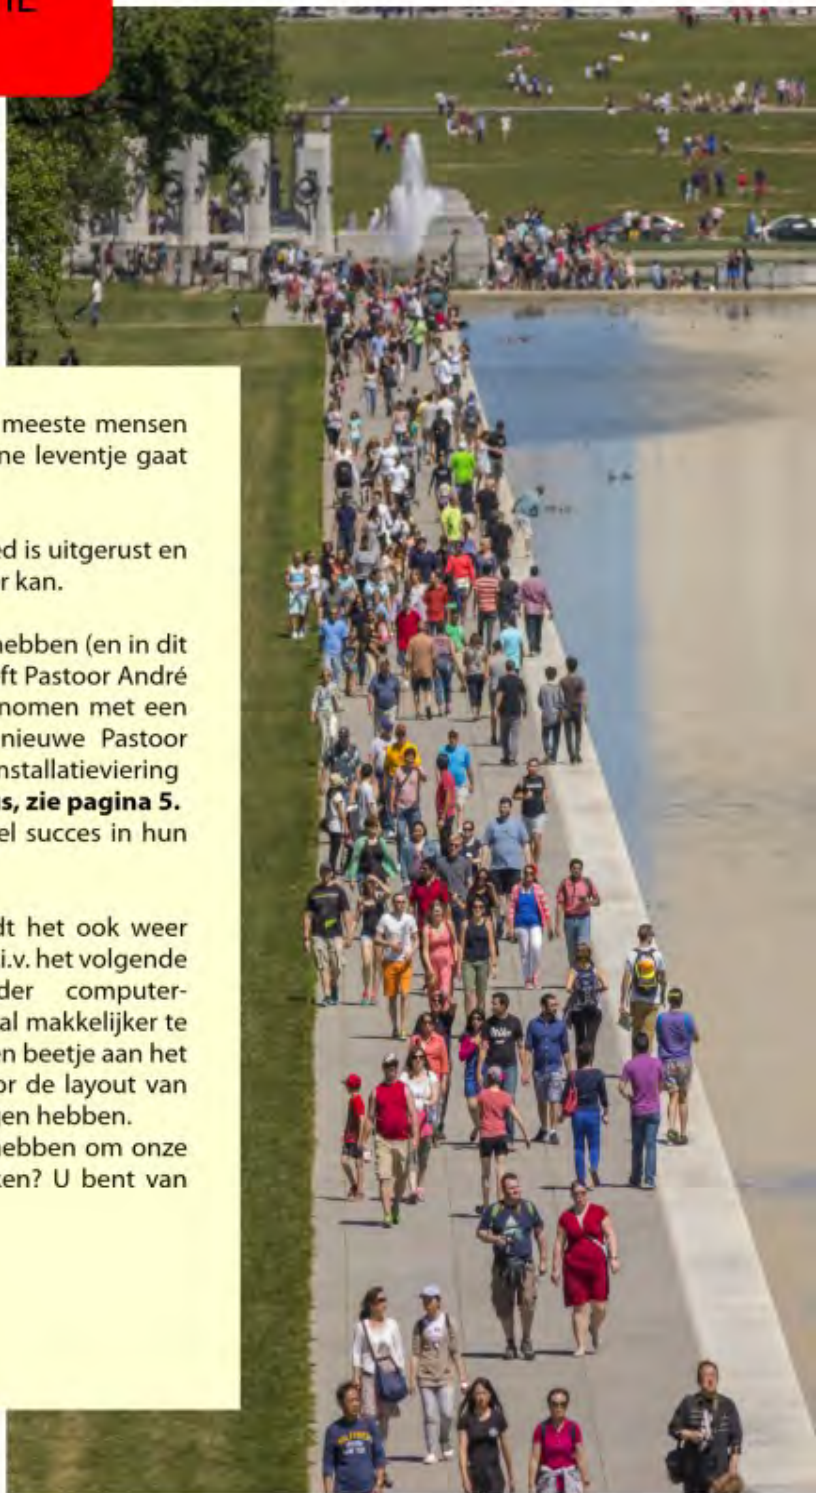 IE
meeste mensen
ne leventje gaat
ed is uitgerust en
r kan.
hebben (en in dit
ft Pastoor André
nomen met een
nieuwe Pastoor
nstallatieviering
s, zie pagina 5.
el succes in hun
dt het ook weer
i.v. het volgende
der computer-
al makkelijker te
en beetje aan het
or de layout van
gen hebben.
hebben om onze
ken? U bent van